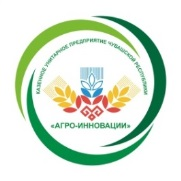 КАЗЕННОЕ УНИТАРНОЕ ПРЕДПРИЯТИЕ ЧУВАШСКОЙ РЕСПУБЛИКИ
«АГРО-ИННОВАЦИИ»